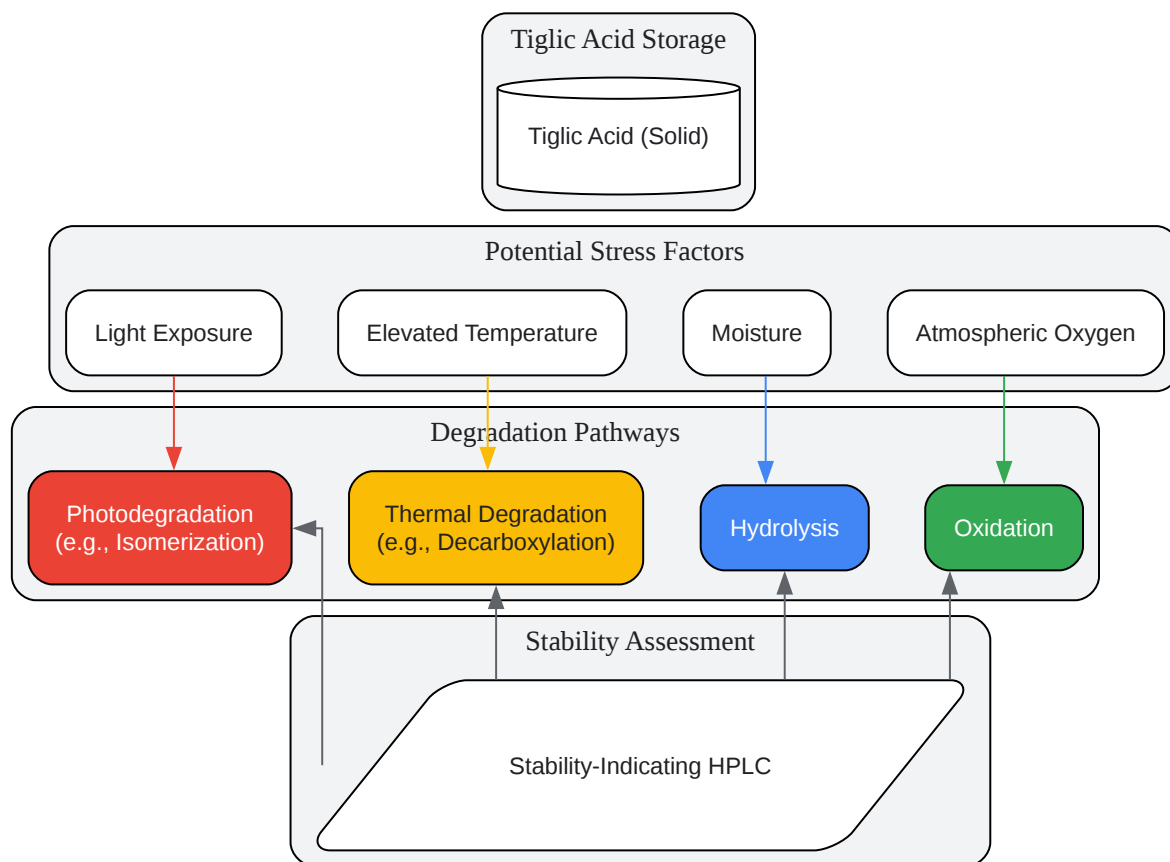 Tiglic Acid Storage
Tiglic Acid (Solid)
Potential Stress Factors
Light Exposure
Elevated Temperature
Moisture
Atmospheric Oxygen
Degradation Pathways
Photodegradation
(e.g., Isomerization)
Thermal Degradation
(e.g., Decarboxylation)
Hydrolysis
Oxidation
Stability Assessment
Stability-Indicating HPLC